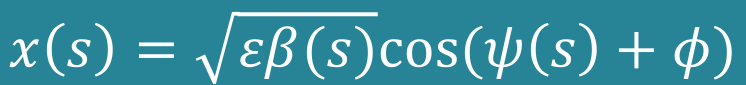 x(s) = √εβ(s)cos(ψ(s) + ϕ)